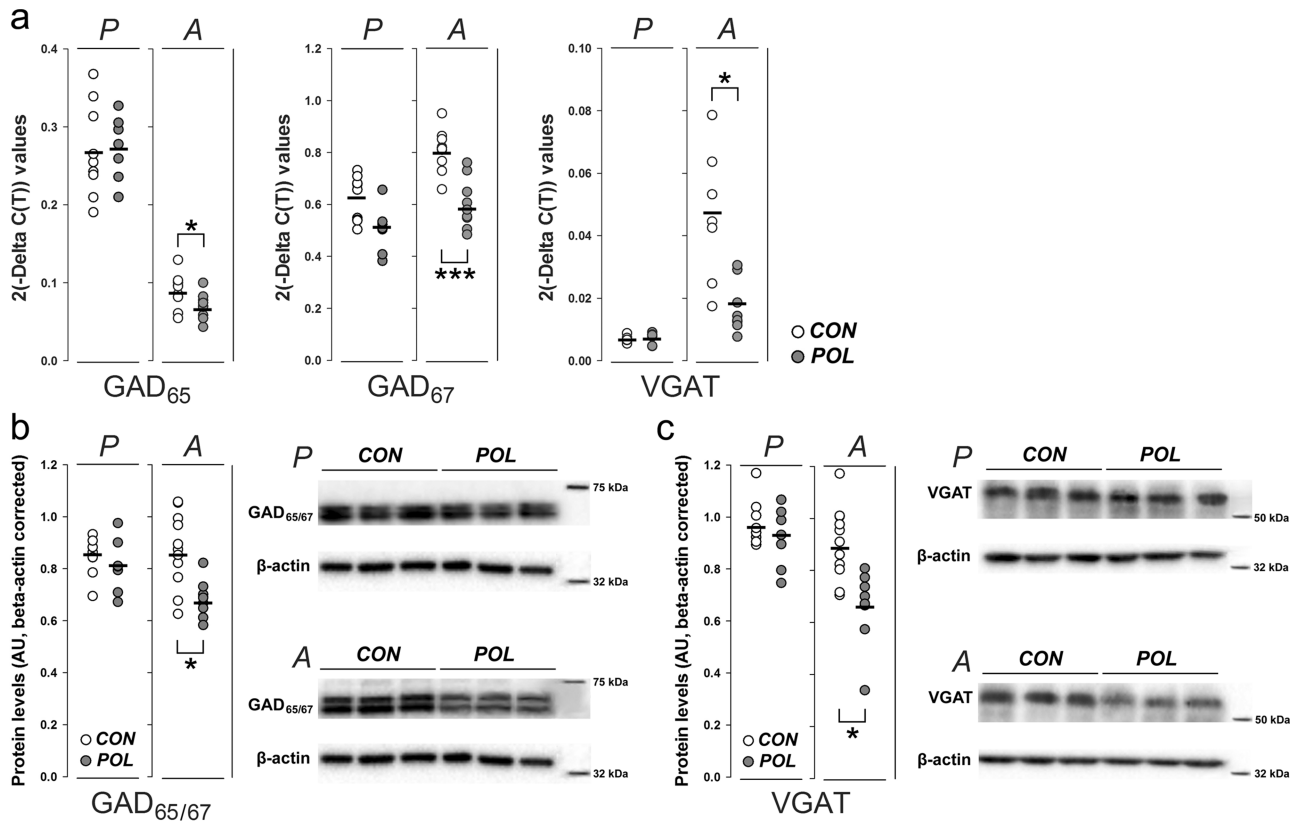 a
P A P A P A
0.4 1.2 0.10
0.3 1.0 0.08
0.2 0.8 0.06
0.1 0.6 0.04
0.0 0.4 0.02
0.2 0.00
0.0
2(-Delta C(T)) values
2(-Delta C(T)) values
2(-Delta C(T)) values
* *** *
CON
POL
GAD65 GAD67 VGAT
b
P A
Protein levels (AU, beta-actin corrected)
1.2
1.0
0.8
0.6
0.4
0.2
0.0
*
CON
POL
GAD65/67
P CON POL
75 kDa
GAD65/67
β-actin
32 kDa
A CON POL
75 kDa
GAD65/67
β-actin
32 kDa
c
P A
Protein levels (AU, beta-actin corrected)
1.2
1.0
0.8
0.6
0.4
0.2
0.0
*
CON
POL
VGAT
P CON POL
VGAT
50 kDa
β-actin
32 kDa
A CON POL
VGAT
50 kDa
β-actin
32 kDa